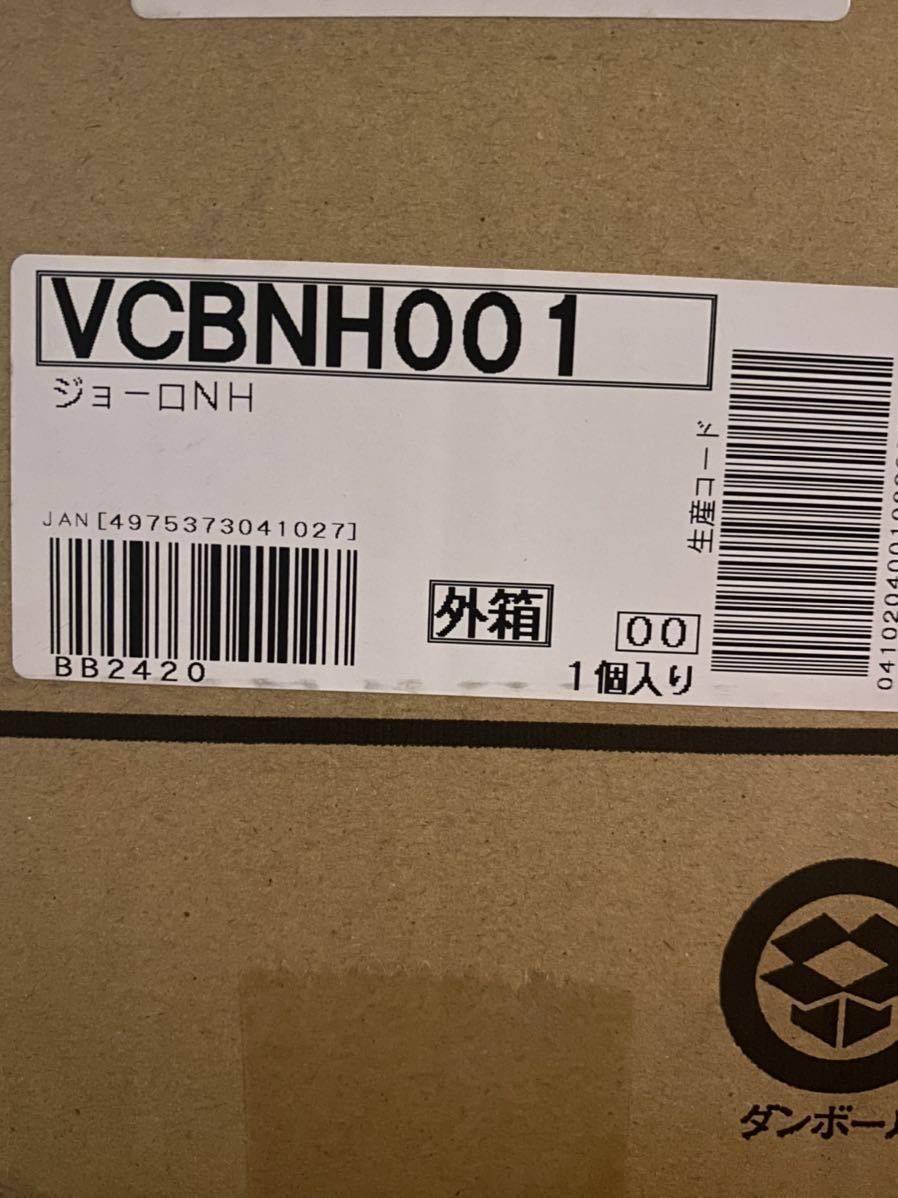 VCBNH001
ジョーロNH
JAN[4975373041027]
BB2420
外箱
00
1個入り
生産コード
ダンボール